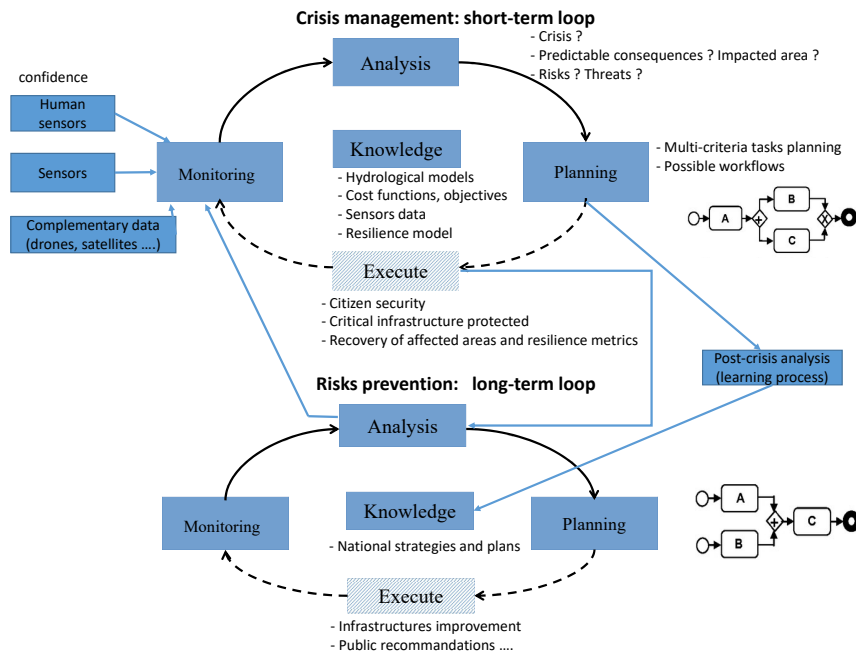 Crisis management: short-term loop
- Crisis ?
- Predictable consequences ? Impacted area ?
- Risks ? Threats ?
Analysis
confidence
Human
sensors
Sensors
Complementary data
(drones, satellites ....)
Monitoring
Knowledge
- Hydrological models
- Cost functions, objectives
- Sensors data
- Resilience model
Planning
- Multi-criteria tasks planning
- Possible workflows
A
B
C
Execute
- Citizen security
- Critical infrastructure protected
- Recovery of affected areas and resilience metrics
Post-crisis analysis
(learning process)
Risks prevention: long-term loop
Analysis
Monitoring
Knowledge
- National strategies and plans
Planning
A
B
C
Execute
- Infrastructures improvement
- Public recommandations ....